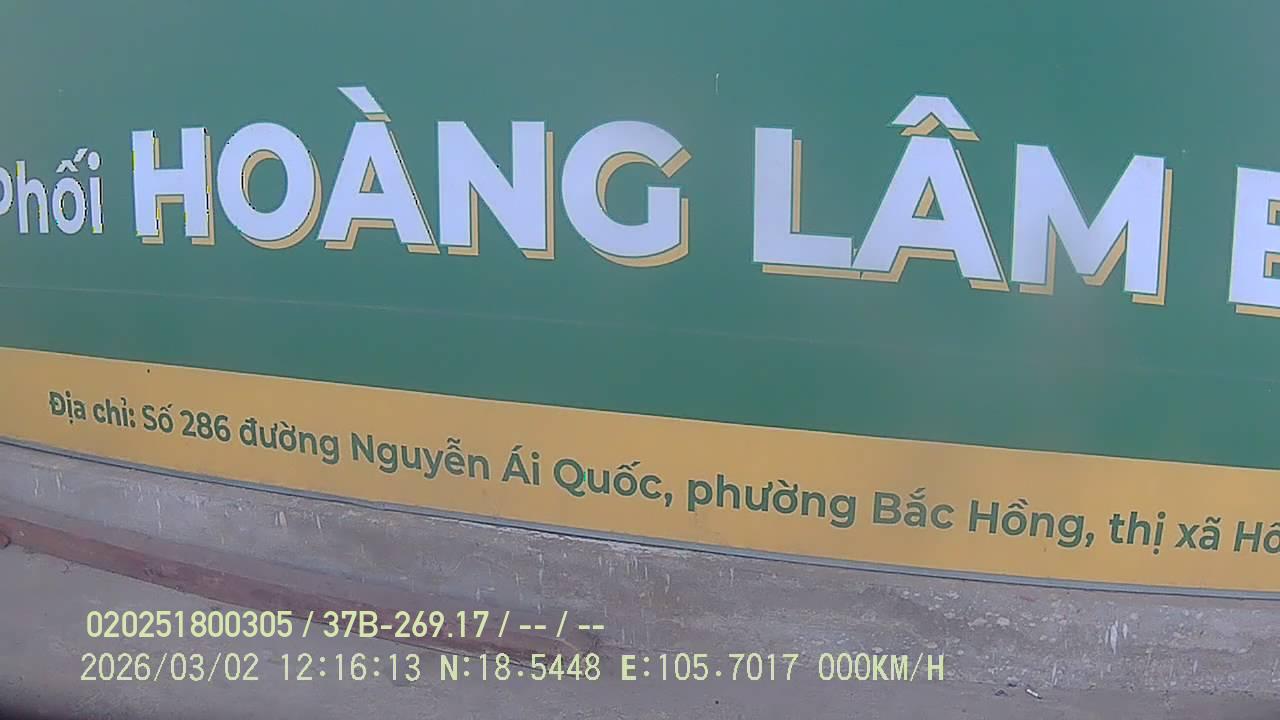 Phối HOÀNG LÂM
Địa chỉ: Số 286 đường Nguyễn Ái Quốc, phường Bắc Hồng, thị xã
020251800305 / 37B-269.17 / -- / --
2026/03/02 12:16:13 N:18.5448 E:105.7017 000KM/H